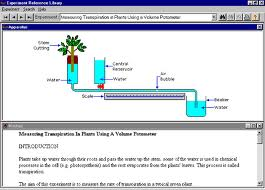 Experiment Reference Library
Experiment Search Help
Experiment Measuring Transpiration in Plants Using a Volume Potometer
Apparatus
Stem
Cutting
Central
Reservoir
Water
Water
Air
Bubble
Scale
Beaker
Water
Measuring Transpiration In Plants Using A Volume Potometer
INTRODUCTION
Plants take up water through their roots and pass the water up the stem. some of the water is used in chemical
processes in the cell (e.g. photosynthesis) and the rest evaporates from the plants' leaves. This process is called
transpiration.
The aim of this experiment is to measure the rate of transpiration in a typical green plant.